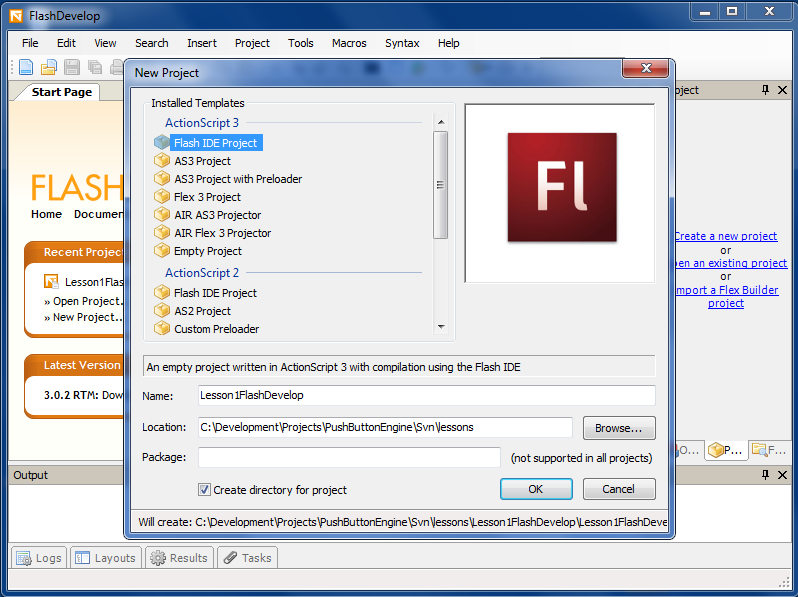 FlashDevelop
File Edit View Search Insert Project Tools Macros Syntax Help
Start Page
FLASH
Home Documen
Recent Projec
Lesson1Flas
» Open Project.
» New Project..
Latest Version
3.0.2 RTM: Dow
New Project
Installed Templates
ActionScript 3
Flash IDE Project
AS3 Project
AS3 Project with Preloader
Flex 3 Project
AIR AS3 Projector
AIR Flex 3 Projector
Empty Project
ActionScript 2
Flash IDE Project
AS2 Project
Custom Preloader
Fl
An empty project written in ActionScript 3 with compilation using the Flash IDE
Name: Lesson1FlashDevelop
Location: C:\Development\Projects\PushButtonEngine\Svn\lessons Browse...
Package: (not supported in all projects)
Create directory for project OK Cancel
Will create: C:\Development\Projects\PushButtonEngine\Svn\lessons\Lesson1FlashDevelop\Lesson1FlashDeve
oject
Create a new project
or
en an existing project
or
mport a Flex Builder
project
O... P... F...
Output
Logs Layouts Results Tasks